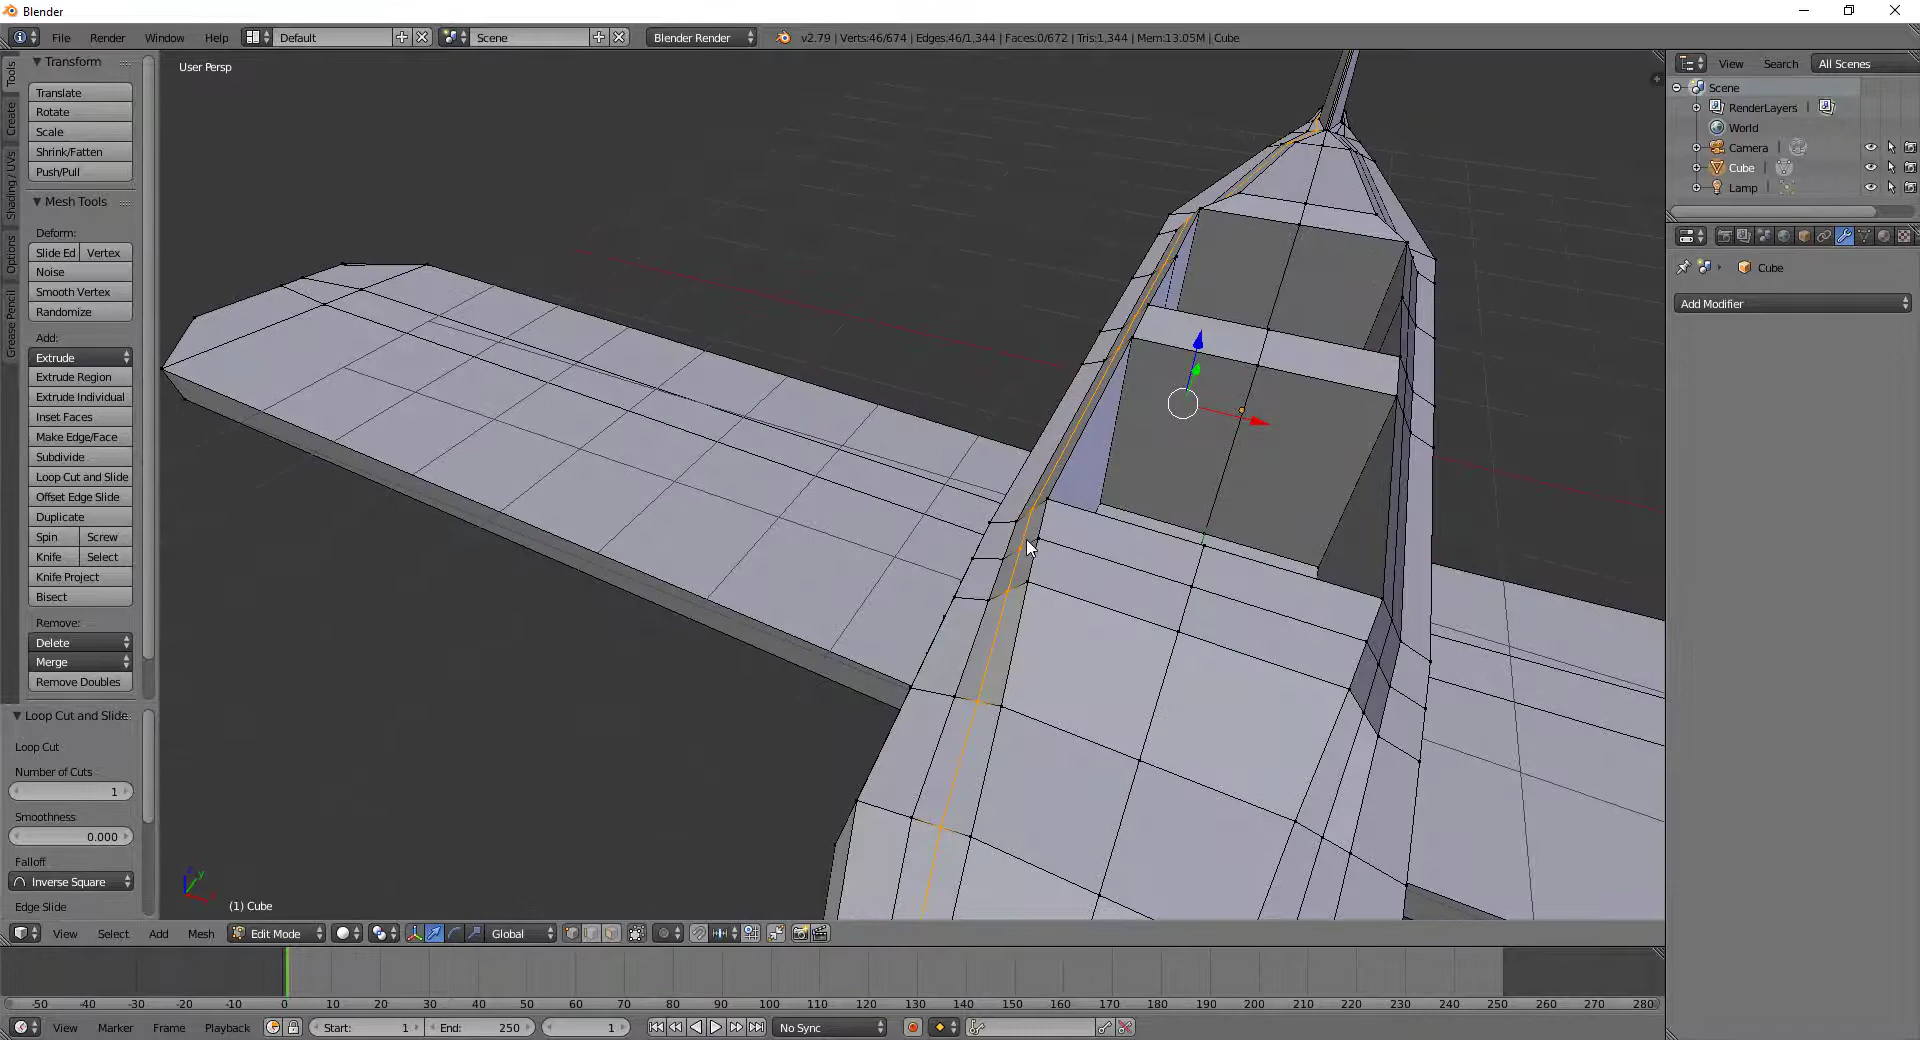 Blender
File Render Window Help Default Scene Blender Render v2.79 | Verts:46/674 | Edges:46/1,344 | Faces:0/672 | Tris:1,344 | Mem:13.05M | Cube
Tools
Create
Shading / UVs
Options
Grease Pencil
Transform
Translate
Rotate
Scale
Shrink/Fatten
Push/Pull
Mesh Tools
Deform:
Slide Ed Vertex
Noise
Smooth Vertex
Randomize
Add:
Extrude
Extrude Region
Extrude Individual
Inset Faces
Make Edge/Face
Subdivide
Loop Cut and Slide
Offset Edge Slide
Duplicate
Spin Screw
Knife Select
Knife Project
Bisect
Remove:
Delete
Merge
Remove Doubles
Loop Cut and Slide
Loop Cut
Number of Cuts
1
Smoothness
0.000
Falloff
Inverse Square
Edge Slide
User Persp
(1) Cube
View Search All Scenes
Scene
RenderLayers
World
Camera
Cube
Lamp
Cube
Add Modifier
View Select Add Mesh Edit Mode Global
-50 -40 -30 -20 -10 0 10 20 30 40 50 60 70 80 90 100 110 120 130 140 150 160 170 180 190 200 210 220 230 240 250 260 270 280
View Marker Frame Playback Start: 1 End: 250 1 No Sync